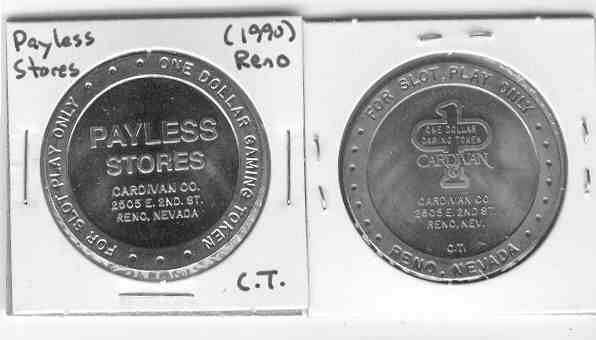 Payless
Stores
(1990)
Reno
FOR SLOT PLAY ONLY • • • ONE DOLLAR GAMING TOKEN • • •
PAYLESS
STORES
CARDIVAN CO.
2505 E. 2ND. ST.
RENO, NEVADA
C.T.
FOR SLOT PLAY ONLY
1
ONE DOLLAR
GAMING TOKEN
CARDIVAN
CARDIVAN CO
2505 E. 2ND ST.
RENO, NEV.
C.T.
RENO, NEVADA